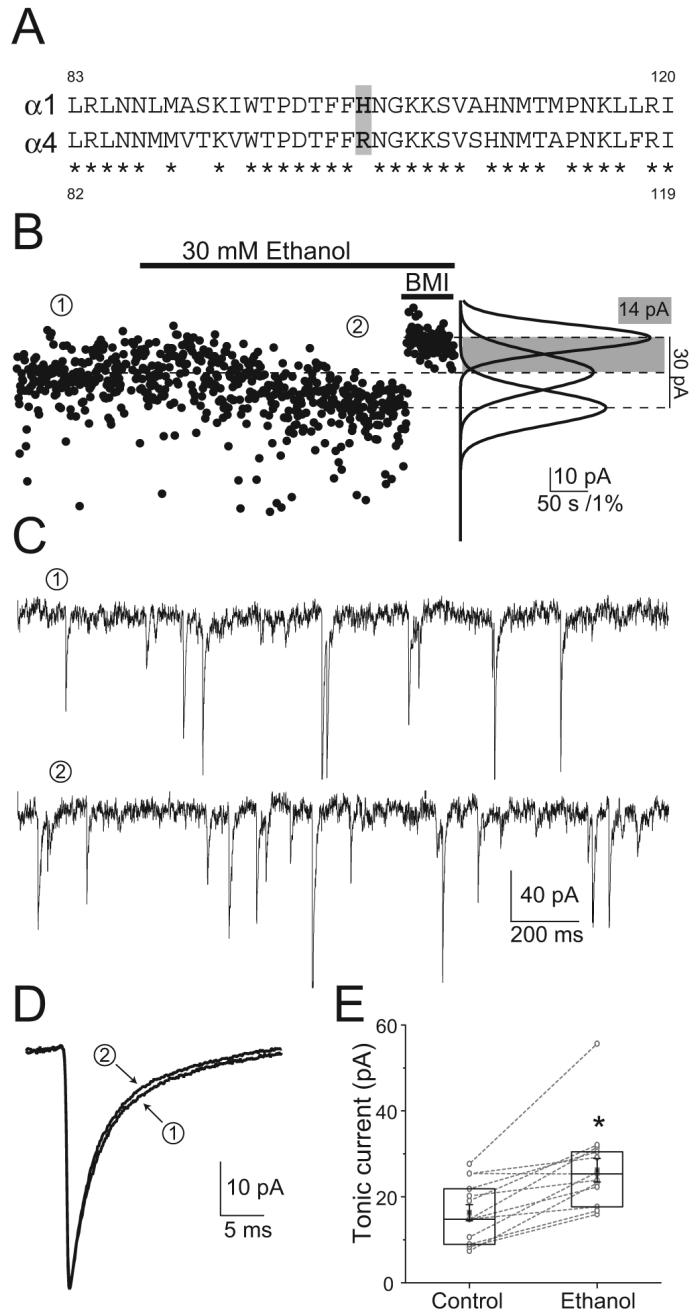 A
83 120
α1 LRLNNLMASKIWTPDTFFHNGKKSVAHNMTMPNKLLRI
α4 LRLNNMMVTKVWTPDTFFRNGKKSVSHNMTAPNKLFRI
***** * * ******* ******* ***** **** **
82 119
B
30 mM Ethanol
BMI
① ②
14 pA
30 pA
10 pA
50 s /1%
C
①
②
40 pA
200 ms
D
②
①
10 pA
5 ms
E
Tonic current (pA)
60
40
20
0
*
Control Ethanol